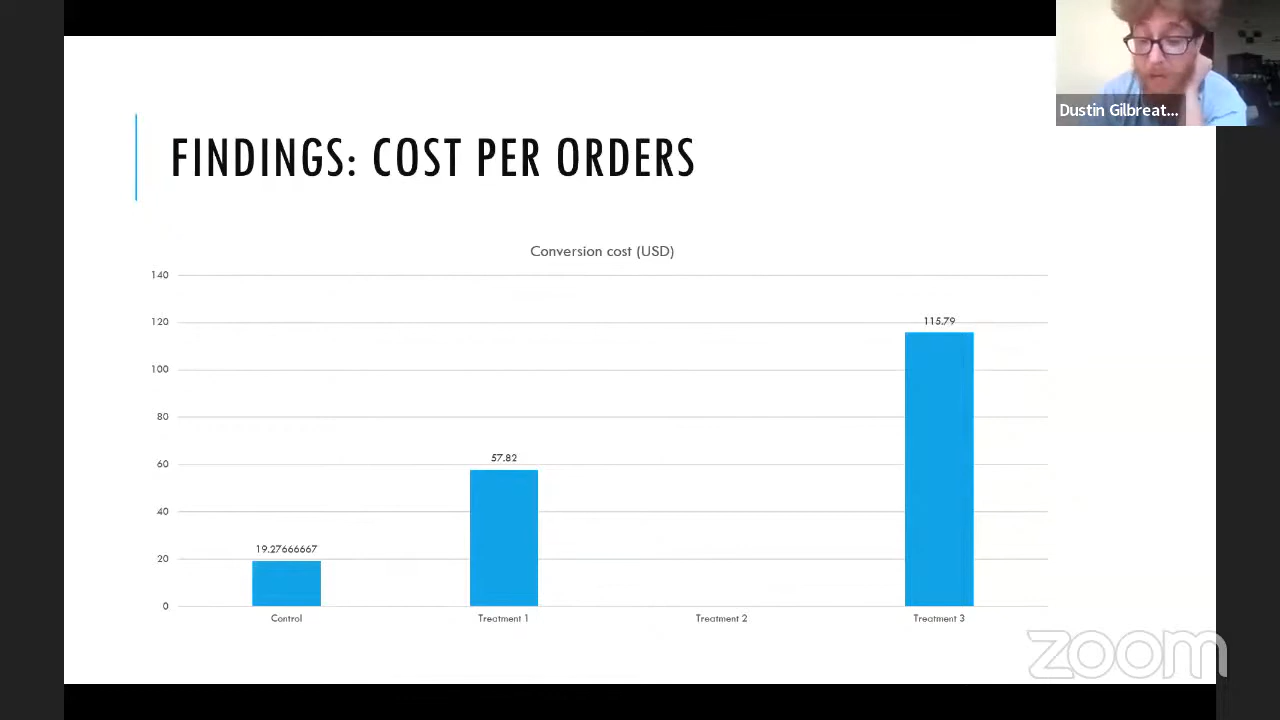 Dustin Gilbreat...
FINDINGS: COST PER ORDERS
Conversion cost (USD)
140
120
100
80
60
40
20
0
19.27666667
57.82
115.79
Control
Treatment 1
Treatment 2
Treatment 3
zoom